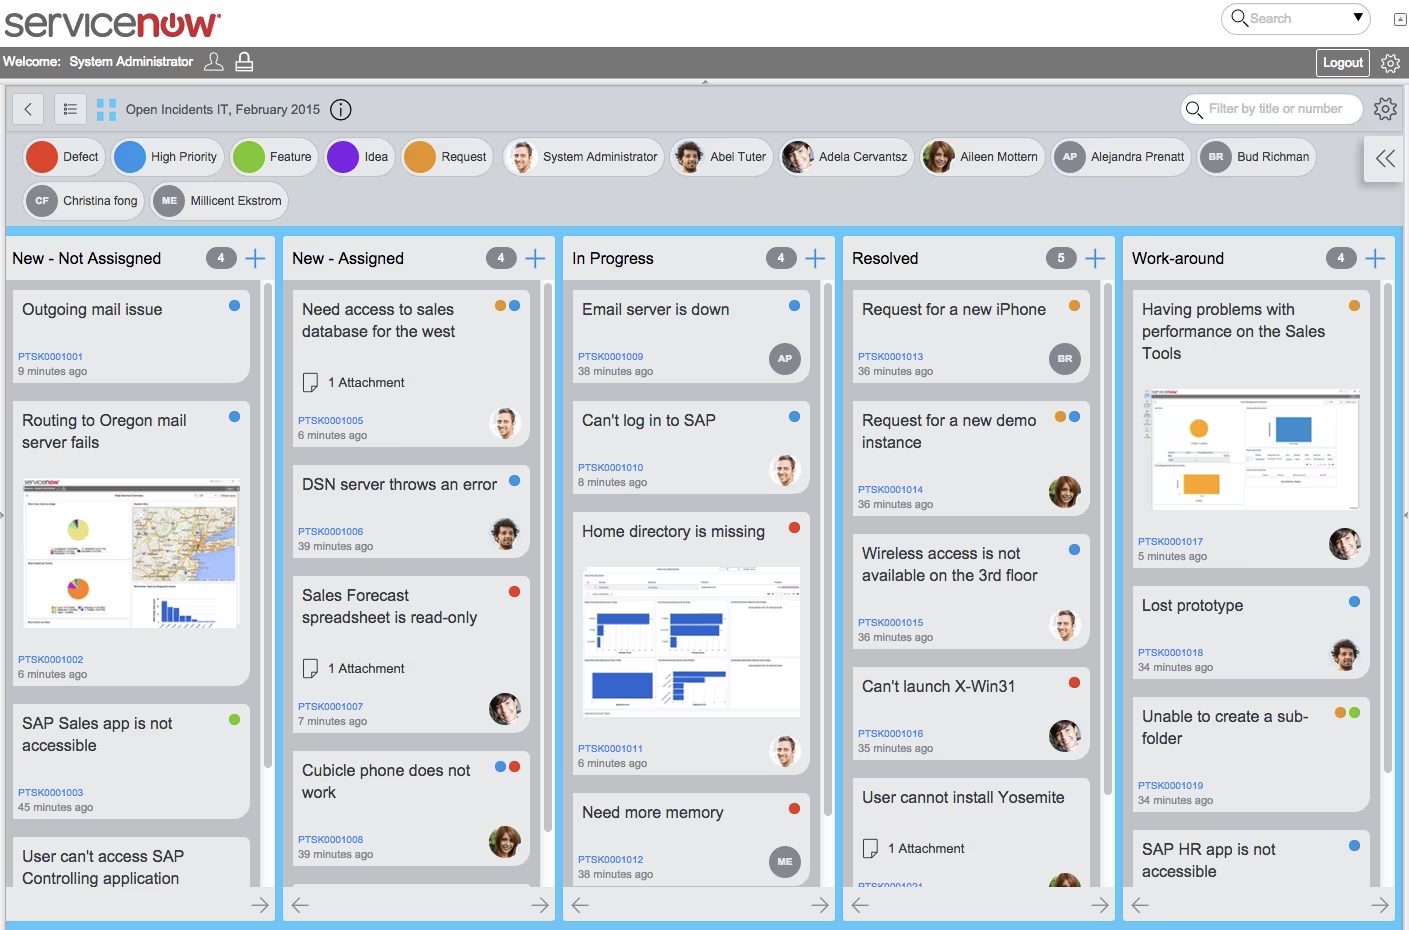 servicenow
Search
Welcome: System Administrator
Logout
Open Incidents IT, February 2015
Filter by title or number
Defect
High Priority
Feature
Idea
Request
System Administrator
Abel Tuter
Adela Cervantsz
Aileen Mottern
AP Alejandra Prenatt
BR Bud Richman
CF Christina fong
ME Millicent Ekstrom
New - Not Assisgned 4
Outgoing mail issue
PTSK0001001
9 minutes ago
Routing to Oregon mail
server fails
servicenow
PTSK0001002
6 minutes ago
SAP Sales app is not
accessible
PTSK0001003
45 minutes ago
User can't access SAP
Controlling application
New - Assigned 4
Need access to sales
database for the west
1 Attachment
PTSK0001005
6 minutes ago
DSN server throws an error
PTSK0001006
39 minutes ago
Sales Forecast
spreadsheet is read-only
1 Attachment
PTSK0001007
7 minutes ago
Cubicle phone does not
work
PTSK0001008
39 minutes ago
In Progress 4
Email server is down
PTSK0001009
38 minutes ago
AP
Can't log in to SAP
PTSK0001010
8 minutes ago
Home directory is missing
PTSK0001011
6 minutes ago
Need more memory
PTSK0001012
38 minutes ago
ME
Resolved 5
Request for a new iPhone
PTSK0001013
36 minutes ago
BR
Request for a new demo
instance
PTSK0001014
36 minutes ago
Wireless access is not
available on the 3rd floor
PTSK0001015
36 minutes ago
Can't launch X-Win31
PTSK0001016
35 minutes ago
User cannot install Yosemite
1 Attachment
PTSK0001021
Work-around 4
Having problems with
performance on the Sales
Tools
servicenow
PTSK0001017
5 minutes ago
Lost prototype
PTSK0001018
34 minutes ago
Unable to create a sub-
folder
PTSK0001019
34 minutes ago
SAP HR app is not
accessible